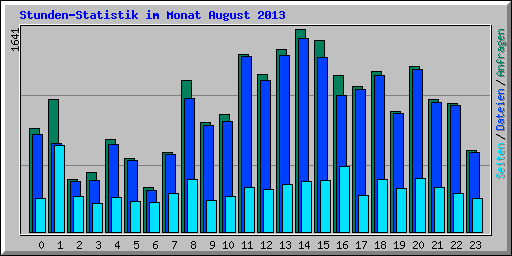 Stunden-Statistik im Monat August 2013
1641
Seiten/Dateien/Anfragen
0 1 2 3 4 5 6 7 8 9 10 11 12 13 14 15 16 17 18 19 20 21 22 23